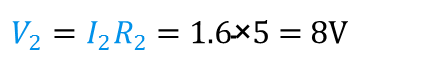 V₂ = I₂R₂ = 1.6×5 = 8V